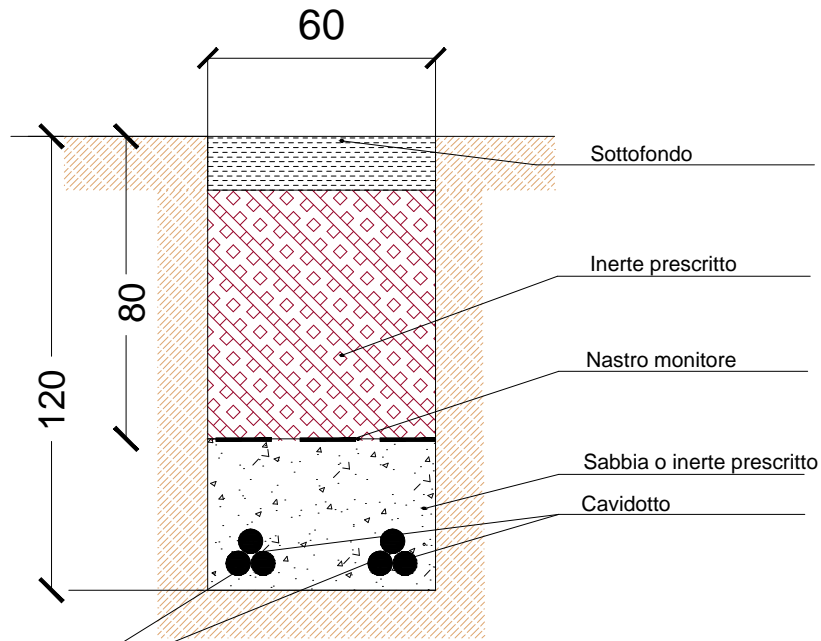 60
Sottofondo
Inerte prescritto
80
Nastro monitore
120
Sabbia o inerte prescritto
Cavidotto